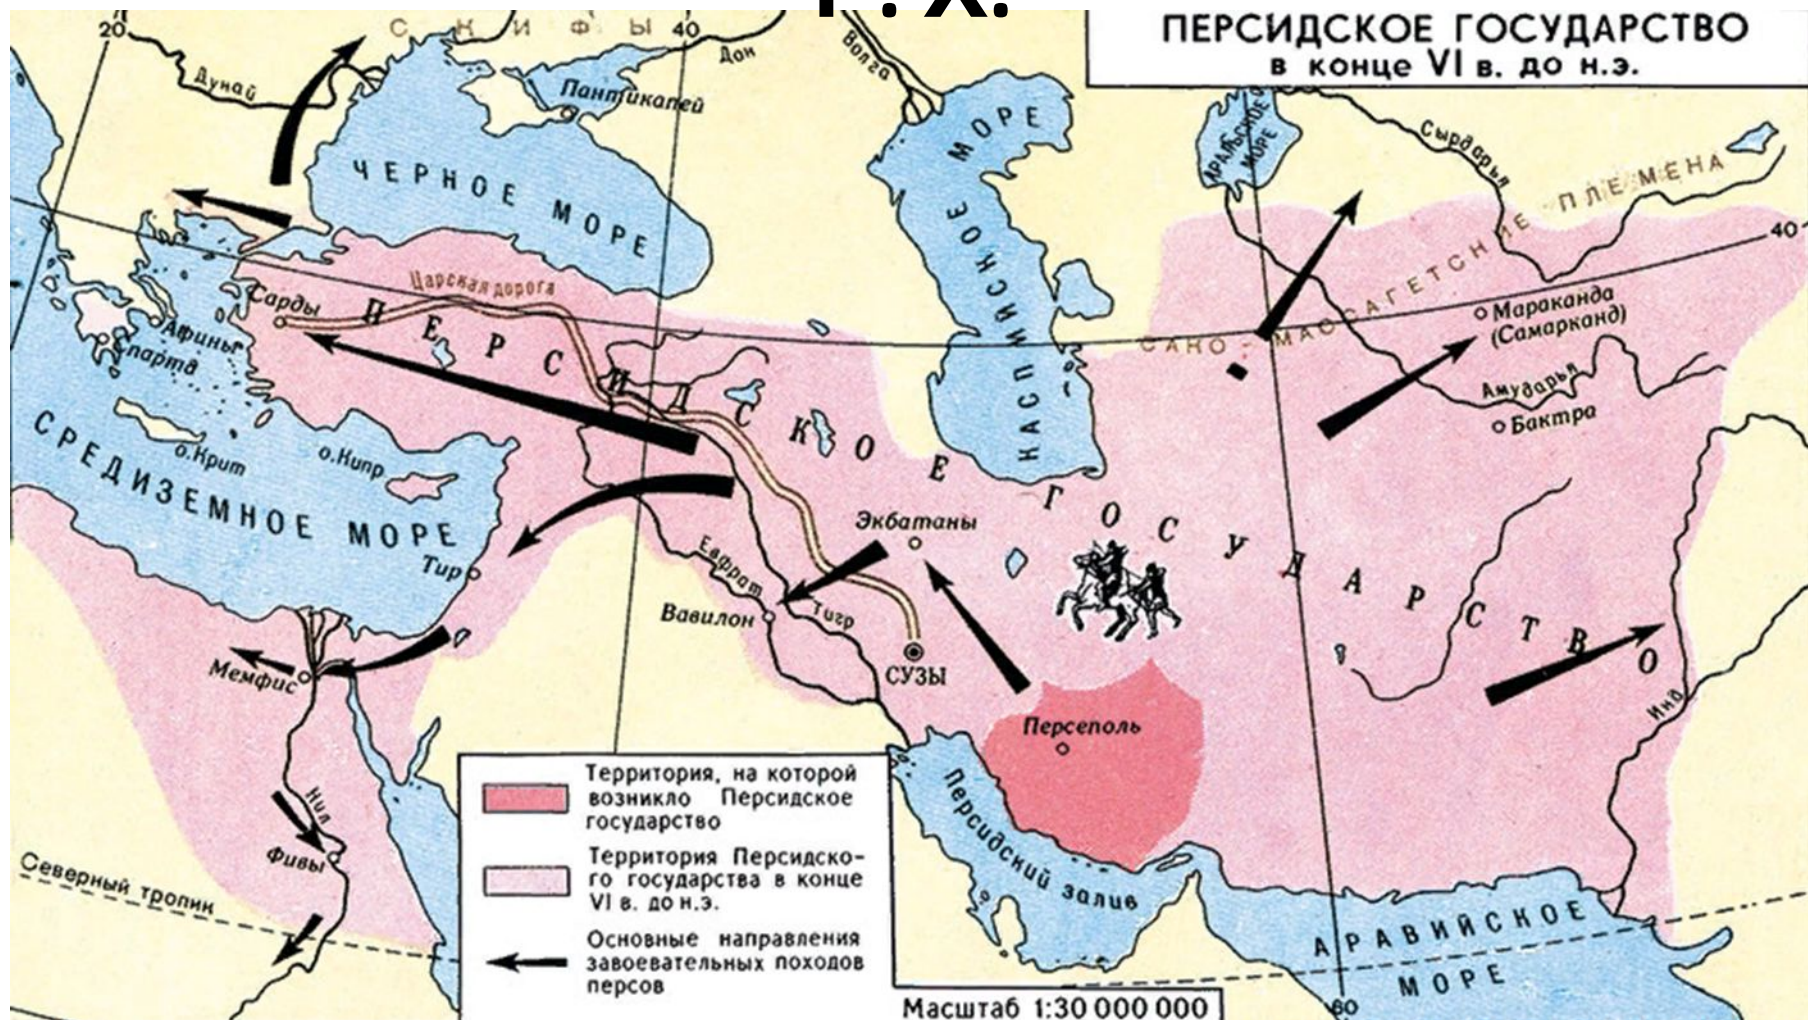 Р. Х.
ПЕРСИДСКОЕ ГОСУДАРСТВО
в конце VI в. до н.э.
20
СКИФЫ
40
Дон
Волга
Дунай
Пантикапей
МОРЕ
КАСПИЙСКОЕ
АРАЛЬСКОЕ
МОРЕ
Сырдарья
САНО-МАССАГЕТСКИЕ ПЛЕМЕНА
40
ЧЕРНОЕ МОРЕ
Царская дорога
Сарды
ПЕРСИДСКОЕ ГОСУДАРСТВО
Афины
Спарта
Мараканда
(Самарканд)
Амударья
Бактра
о.Крит
о.Кипр
СРЕДИЗЕМНОЕ МОРЕ
Тир
Экбатаны
Евфрат
Вавилон
Тигр
СУЗЫ
Мемфис
Персеполь
Инд
Нил
Фивы
Северный тропик
Персидский залив
АРАВИЙСКОЕ
МОРЕ
60
Территория, на которой
возникло Персидское
государство
Территория Персидско-
го государства в конце
VI в. до н.э.
Основные направления
завоевательных походов
персов
Масштаб 1:30 000 000